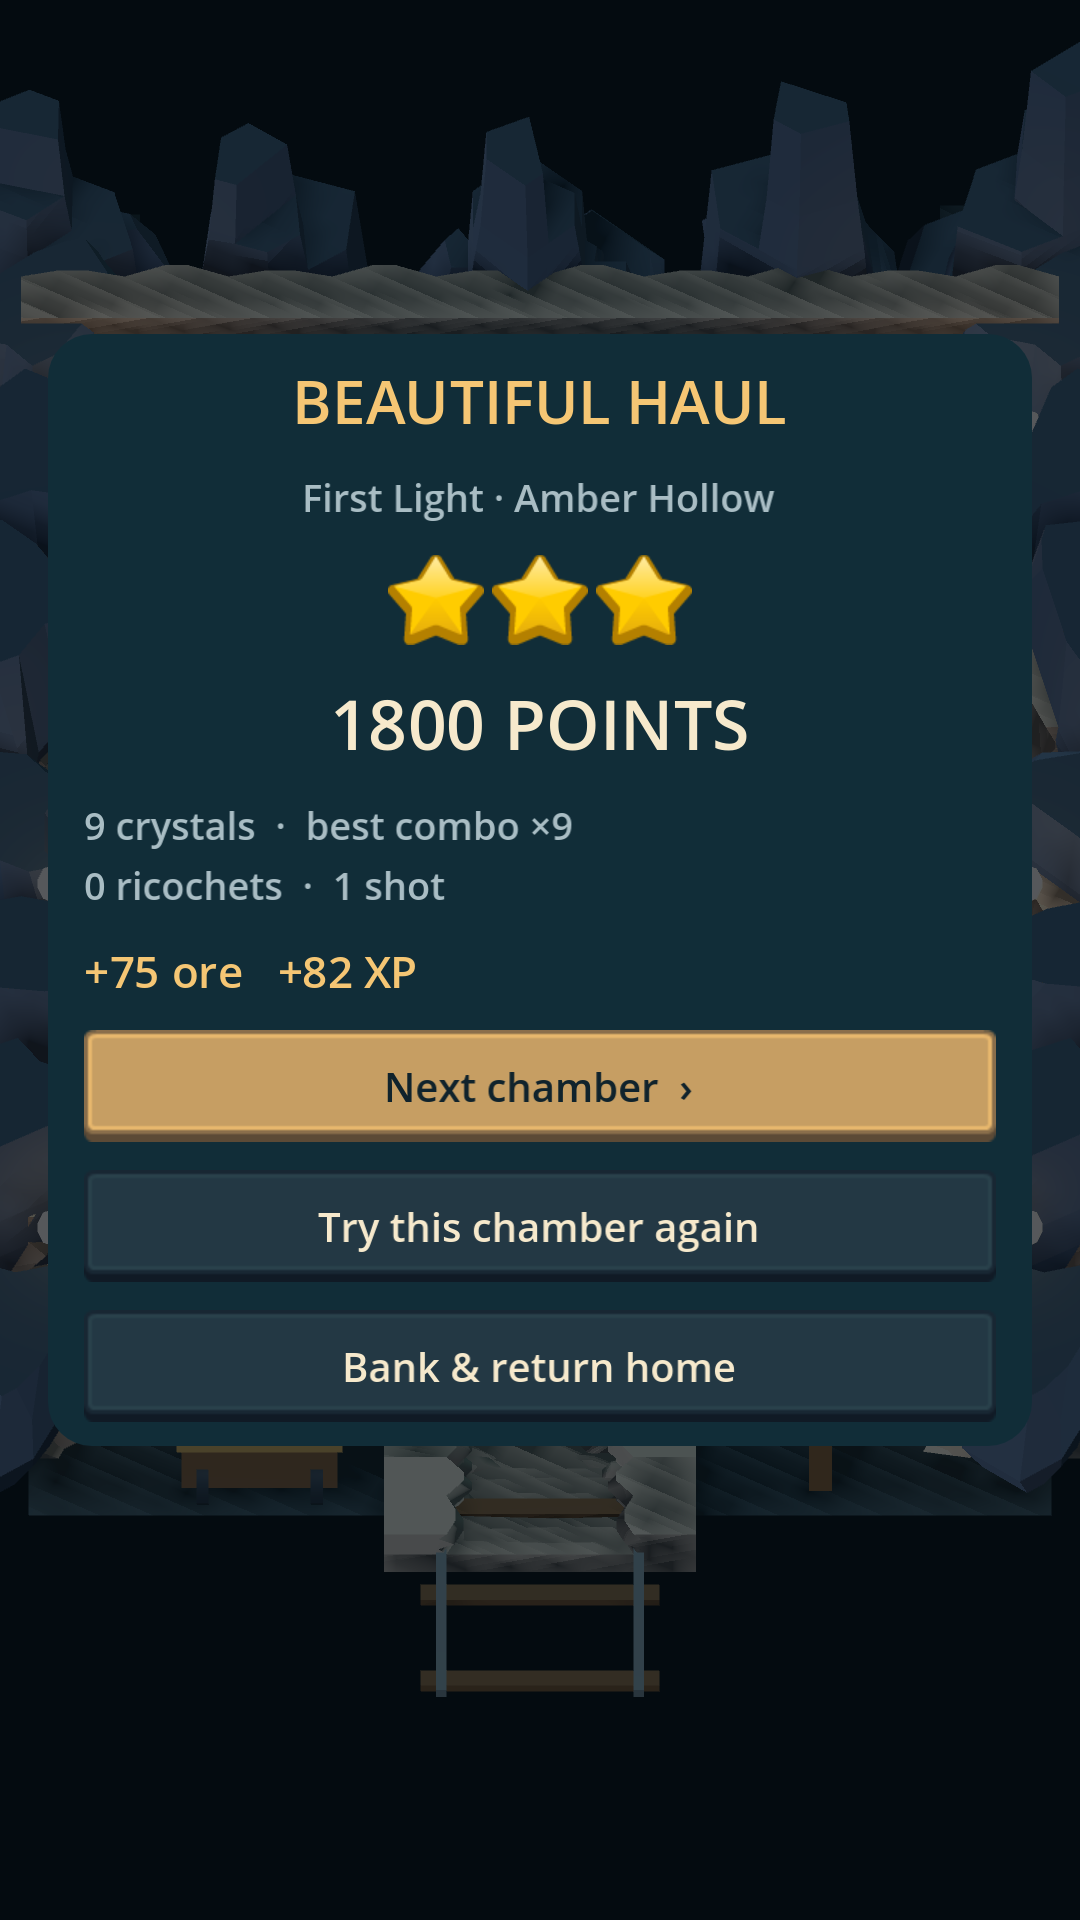 BEAUTIFUL HAUL
First Light · Amber Hollow
1800 POINTS
9 crystals · best combo ×9
0 ricochets · 1 shot
+75 ore +82 XP
Next chamber ›
Try this chamber again
Bank & return home